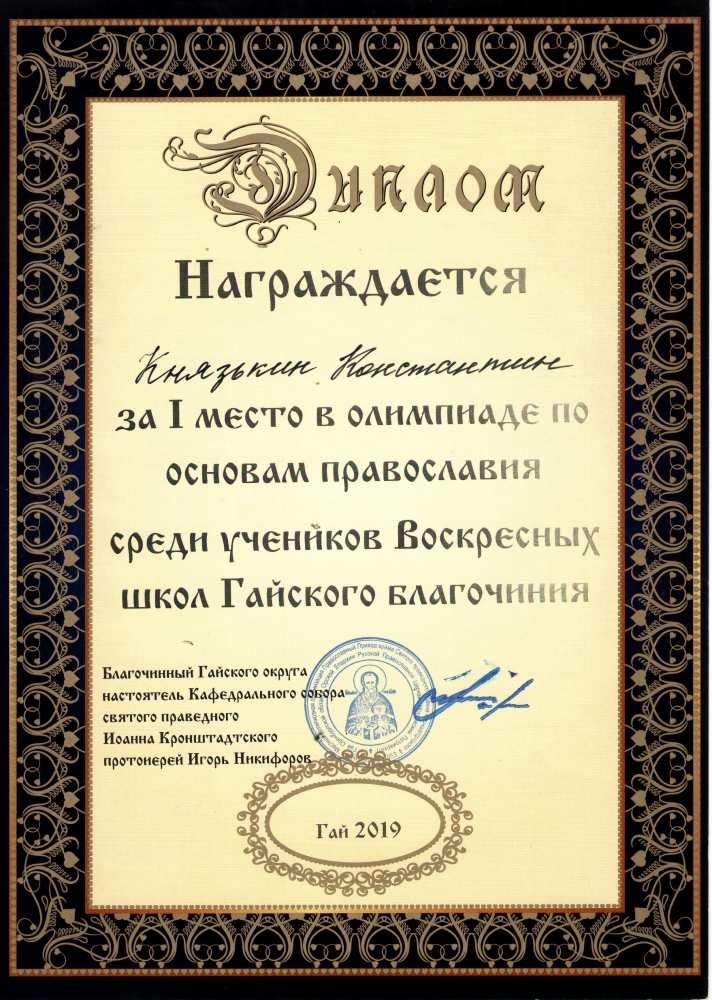 Диплом
Награждается
Князькин Константин
за I место в олимпиаде по
основам православия
среди учеников Воскресных
школ Гайского благочиния
Благочинный Гайского округа
настоятель Кафедрального собора
святого праведного
Иоанна Кронштадтского
протоиерей Игорь Никифоров
Гай 2019